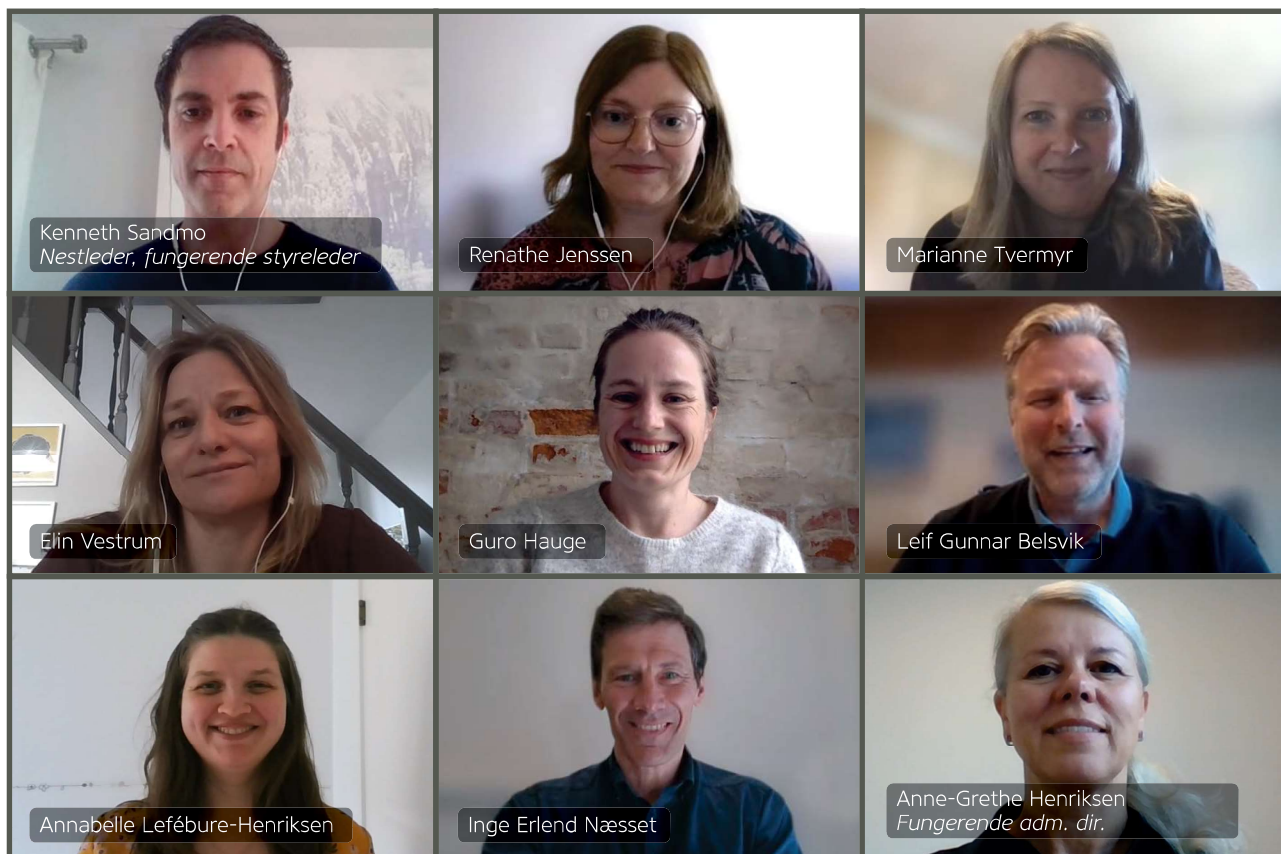 Kenneth Sandmo
Nestleder, fungerende styreleder
Renathe Jenssen
Marianne Tvermyr
Elin Vestrum
Guro Hauge
Leif Gunnar Belsvik
Annabelle Lefébure-Henriksen
Inge Erlend Næsset
Anne-Grethe Henriksen
Fungerende adm. dir.